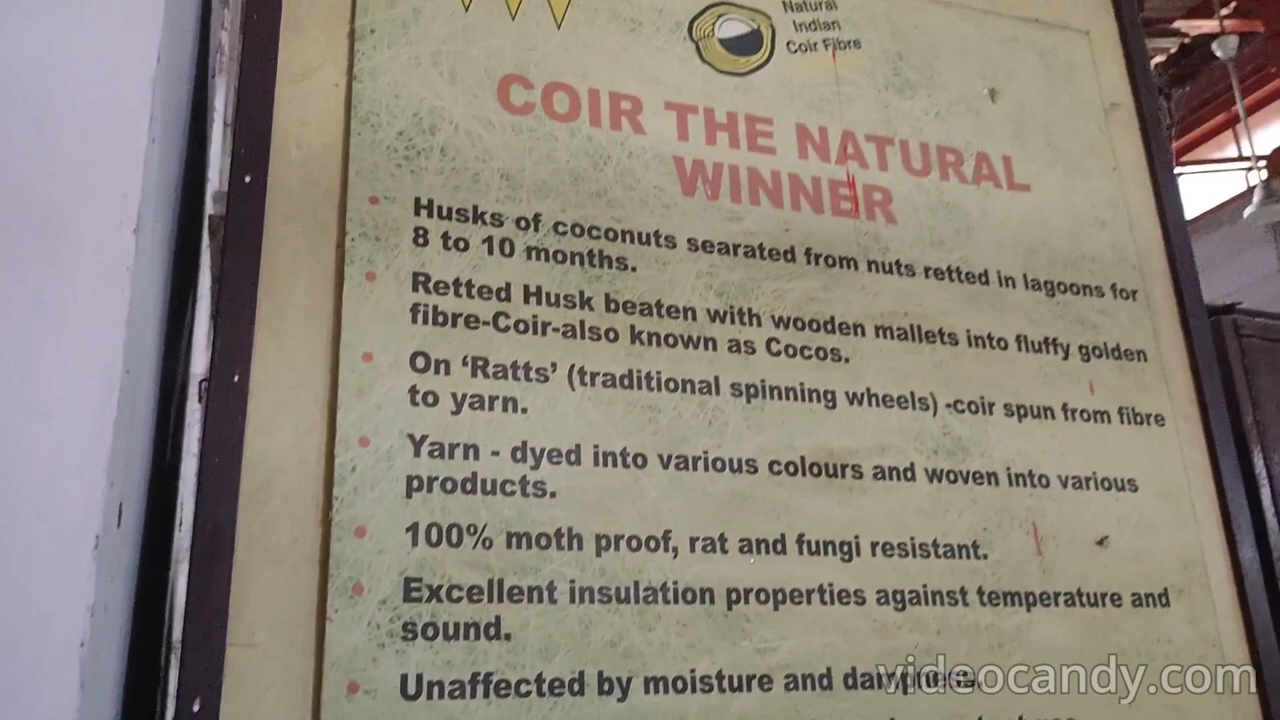 Natural
Indian
Coir Fibre
COIR THE NATURAL
WINNER
Husks of coconuts searated from nuts retted in lagoons for
8 to 10 months.
Retted Husk beaten with wooden mallets into fluffy golden
fibre-Coir-also known as Cocos.
On ‘Ratts’ (traditional spinning wheels) -coir spun from fibre
to yarn.
Yarn - dyed into various colours and woven into various
products.
100% moth proof, rat and fungi resistant.
Excellent insulation properties against temperature and
sound.
Unaffected by moisture and dampness.
videocandy.com